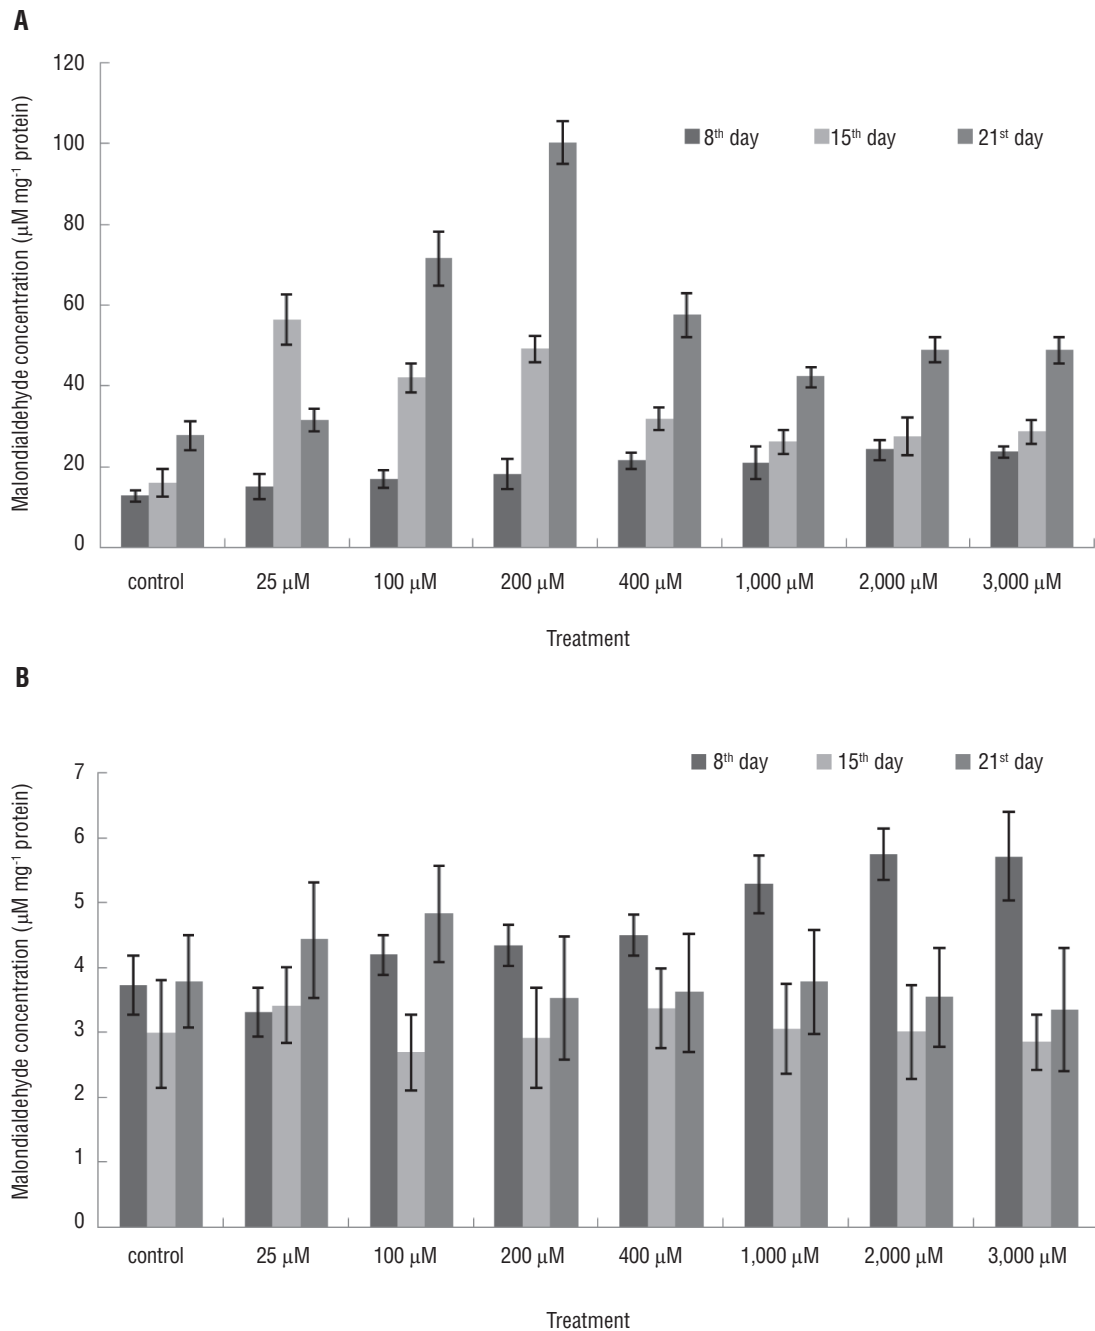 A
Malondialdehyde concentration (μM mg⁻¹ protein)
120
100
80
60
40
20
0
8th day 15th day 21st day
control 25 μM 100 μM 200 μM 400 μM 1,000 μM 2,000 μM 3,000 μM
Treatment
B
Malondialdehyde concentration (μM mg⁻¹ protein)
7
6
5
4
3
2
1
0
8th day 15th day 21st day
control 25 μM 100 μM 200 μM 400 μM 1,000 μM 2,000 μM 3,000 μM
Treatment